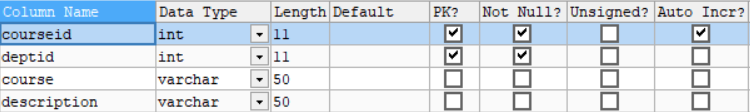 Column Name Data Type Length Default PK? Not Null? Unsigned? Auto Incr?
courseid int 11
deptid int 11
course varchar 50
description varchar 50